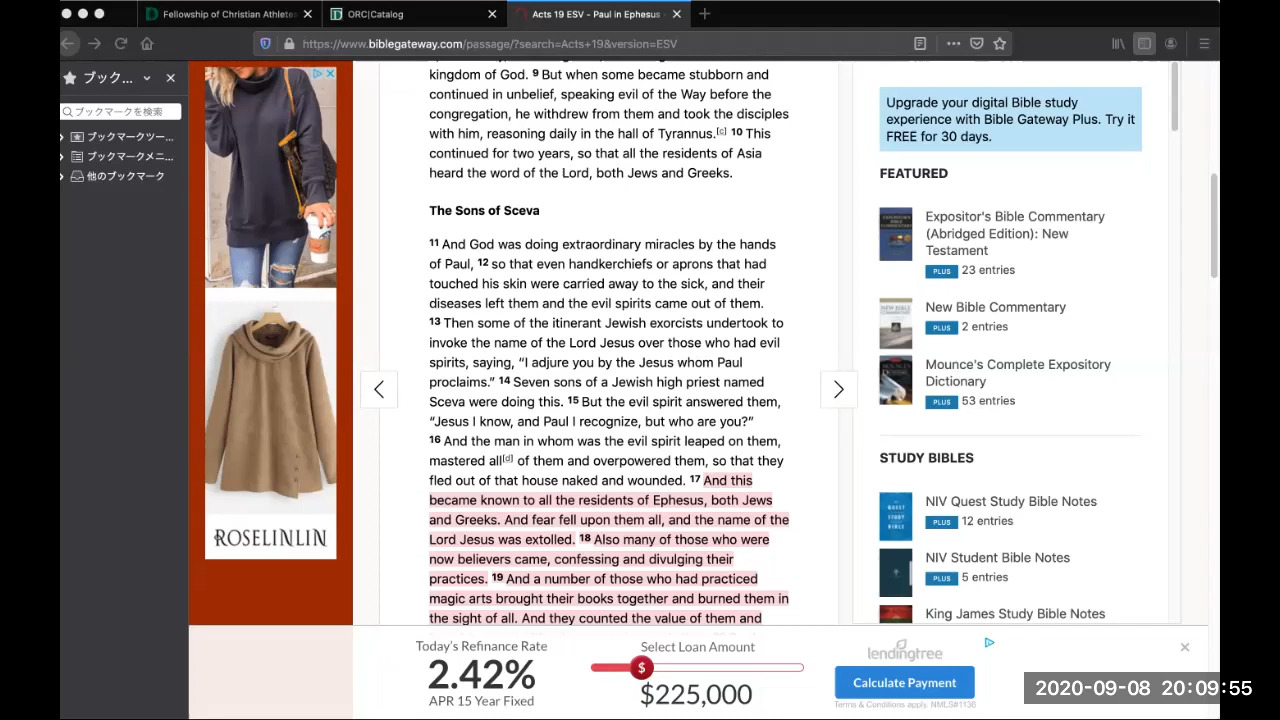 Fellowship of Christian Athlete
ORC|Catalog
Acts 19 ESV - Paul in Ephesus -
https://www.biblegateway.com/passage/?search=Acts+19&version=ESV
ブック...
ブックマークを検索
ブックマークツー...
ブックマークメニ...
他のブックマーク
ROSELINLIN
kingdom of God. 9 But when some became stubborn and
continued in unbelief, speaking evil of the Way before the
congregation, he withdrew from them and took the disciples
with him, reasoning daily in the hall of Tyrannus.[c] 10 This
continued for two years, so that all the residents of Asia
heard the word of the Lord, both Jews and Greeks.
The Sons of Sceva
11 And God was doing extraordinary miracles by the hands
of Paul, 12 so that even handkerchiefs or aprons that had
touched his skin were carried away to the sick, and their
diseases left them and the evil spirits came out of them.
13 Then some of the itinerant Jewish exorcists undertook to
invoke the name of the Lord Jesus over those who had evil
spirits, saying, “I adjure you by the Jesus whom Paul
proclaims.” 14 Seven sons of a Jewish high priest named
Sceva were doing this. 15 But the evil spirit answered them,
“Jesus I know, and Paul I recognize, but who are you?”
16 And the man in whom was the evil spirit leaped on them,
mastered all[d] of them and overpowered them, so that they
fled out of that house naked and wounded. 17 And this
became known to all the residents of Ephesus, both Jews
and Greeks. And fear fell upon them all, and the name of the
Lord Jesus was extolled. 18 Also many of those who were
now believers came, confessing and divulging their
practices. 19 And a number of those who had practiced
magic arts brought their books together and burned them in
the sight of all. And they counted the value of them and
Upgrade your digital Bible study
experience with Bible Gateway Plus. Try it
FREE for 30 days.
FEATURED
Expositor's Bible Commentary
(Abridged Edition): New
Testament
PLUS 23 entries
New Bible Commentary
PLUS 2 entries
Mounce's Complete Expository
Dictionary
PLUS 53 entries
STUDY BIBLES
NIV Quest Study Bible Notes
PLUS 12 entries
NIV Student Bible Notes
PLUS 5 entries
King James Study Bible Notes
Today's Refinance Rate
2.42%
APR 15 Year Fixed
Select Loan Amount
$
$225,000
lendingtree
Calculate Payment
Terms & Conditions apply. NMLS#1136
2020-09-08 20:09:55